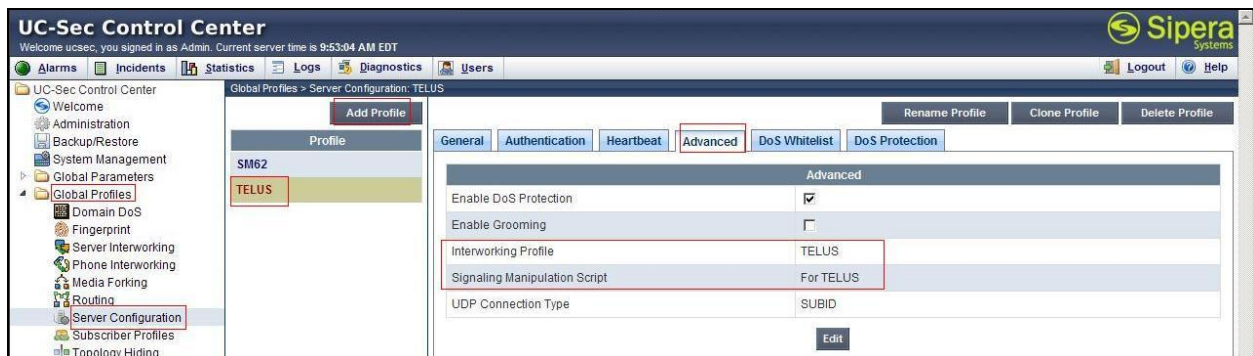 UC-Sec Control Center
Welcome ucsec, you signed in as Admin. Current server time is 9:53:04 AM EDT
Sipera
Systems
Alarms Incidents Statistics Logs Diagnostics Users Logout Help
UC-Sec Control Center
Welcome
Administration
Backup/Restore
System Management
Global Parameters
Global Profiles
Domain DoS
Fingerprint
Server Interworking
Phone Interworking
Media Forking
Routing
Server Configuration
Subscriber Profiles
Topology Hiding
Global Profiles > Server Configuration: TELUS
Add Profile
Profile
SM62
TELUS
Rename Profile Clone Profile Delete Profile
General Authentication Heartbeat Advanced DoS Whitelist DoS Protection
Advanced
Enable DoS Protection
Enable Grooming
Interworking Profile TELUS
Signaling Manipulation Script For TELUS
UDP Connection Type SUBID
Edit